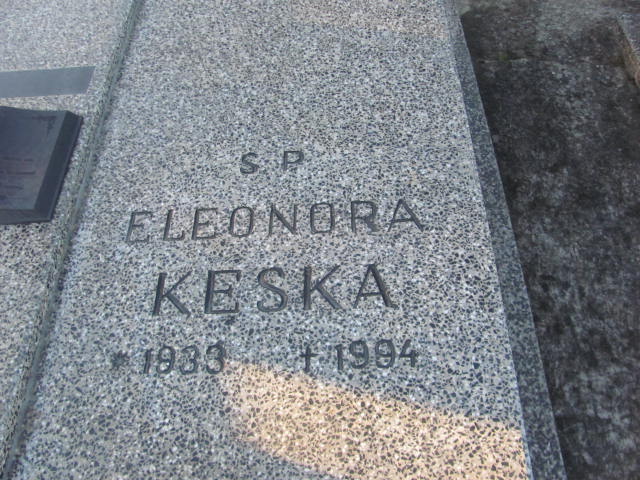 S P
ELEONORA
KESKA
* 1933 † 1994